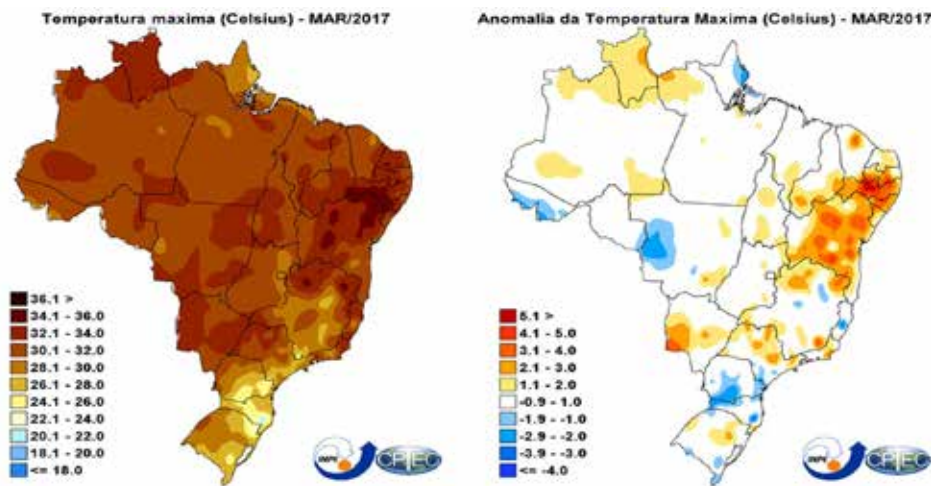 Temperatura maxima (Celsius) - MAR/2017
36.1 >
34.1 - 36.0
32.1 - 34.0
30.1 - 32.0
28.1 - 30.0
26.1 - 28.0
24.1 - 26.0
22.1 - 24.0
20.1 - 22.0
18.1 - 20.0
<= 18.0
INPE
CPTEC
Anomalia da Temperatura Maxima (Celsius) - MAR/2017
5.1 >
4.1 - 5.0
3.1 - 4.0
2.1 - 3.0
1.1 - 2.0
-0.9 - 1.0
-1.9 - -1.0
-2.9 - -2.0
-3.9 - -3.0
<= -4.0
INPE
CPTEC